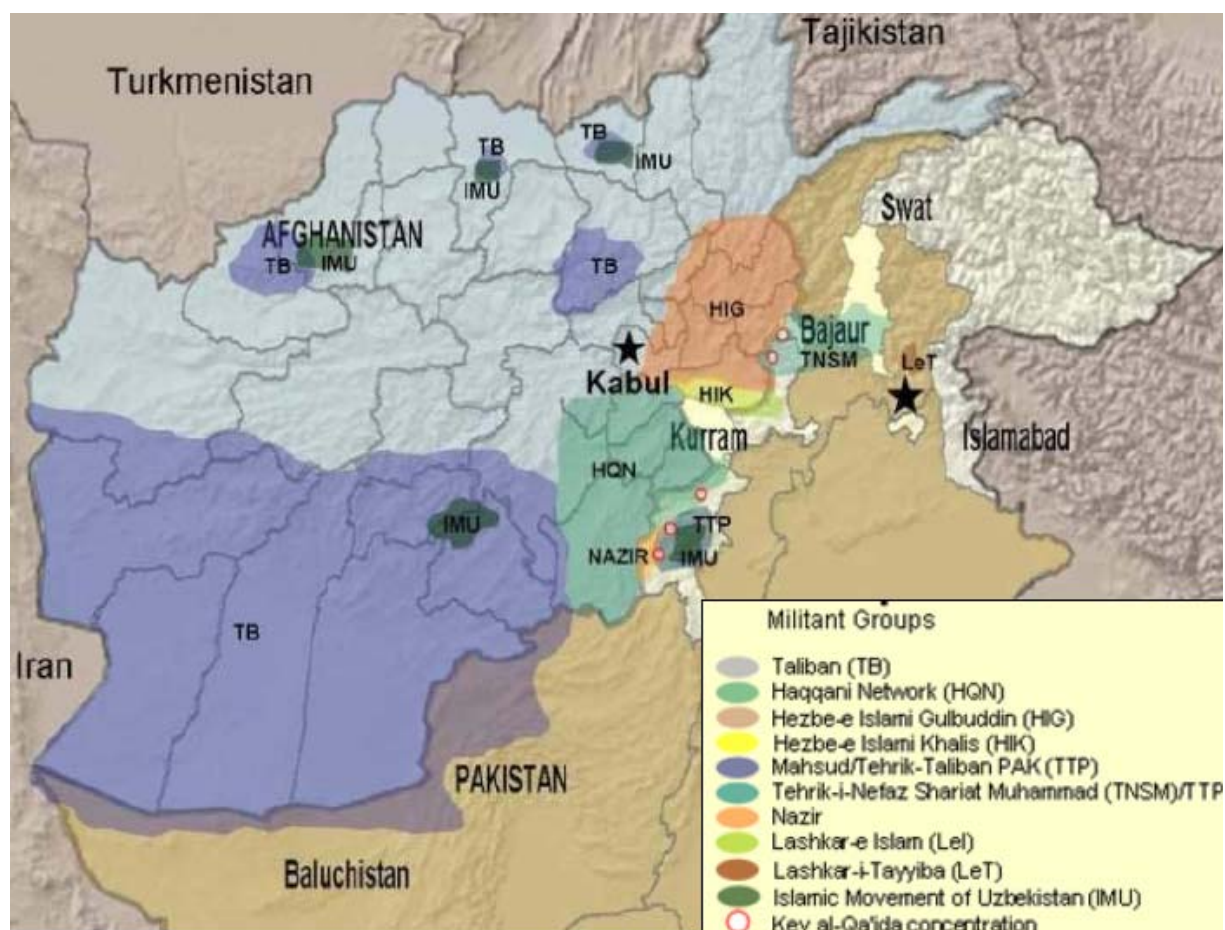 Tajikistan
Turkmenistan
TB
IMU
TB
IMU
Swat
AFGHANISTAN
TB
IMU
TB
HIG
Bajaur
TNSM
LeT
Kabul
HIK
Kurram
Islamabad
HQN
IMU
TTP
NAZIR
IMU
TB
Iran
PAKISTAN
Baluchistan
Militant Groups
Taliban (TB)
Haqqani Network (HQN)
Hezbe-e Islami Gulbuddin (HIG)
Hezbe-e Islami Khalis (HIK)
Mahsud/Tehrik-Taliban PAK (TTP)
Tehrik-i-Nefaz Shariat Muhammad (TNSM)/TTP
Nazir
Lashkar-e Islam (LeI)
Lashkar-i-Tayyiba (LeT)
Islamic Movement of Uzbekistan (IMU)
Key al-Qa'ida concentration